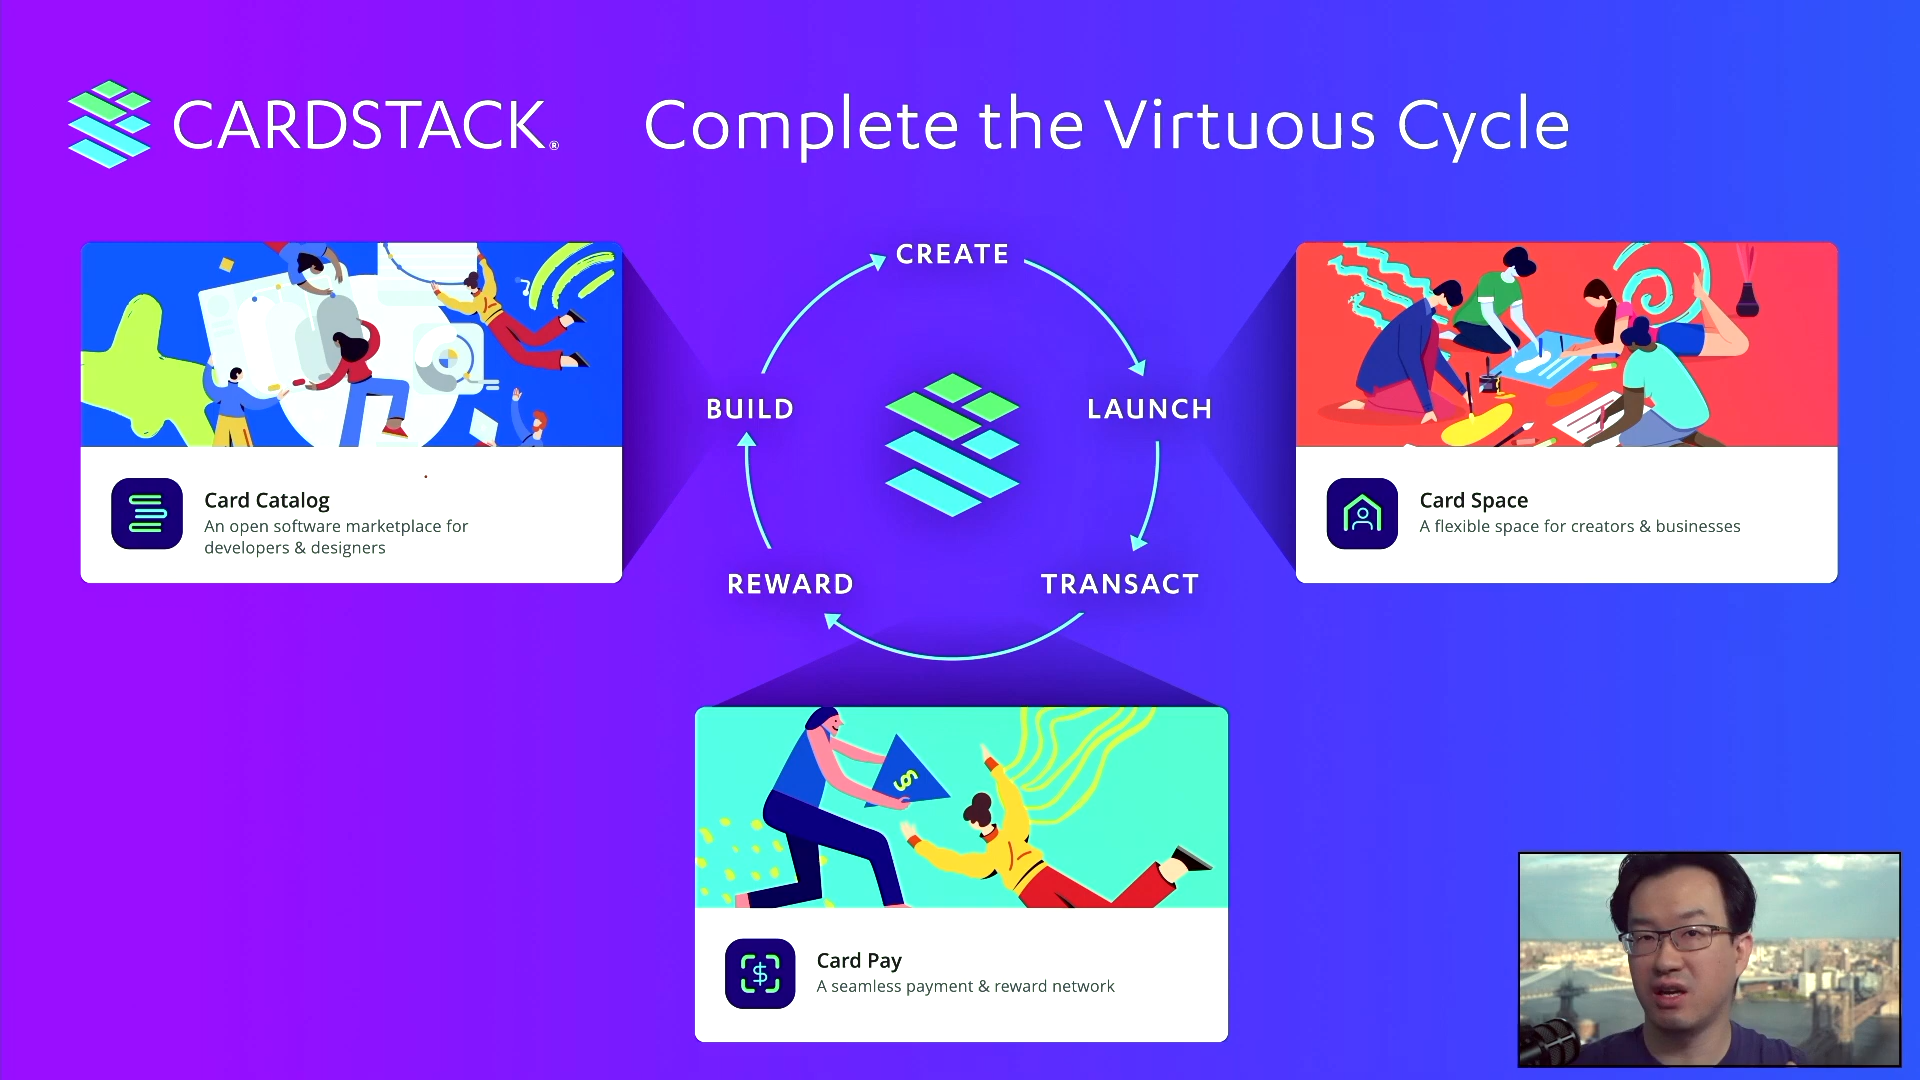 CARDSTACK®
Complete the Virtuous Cycle
CREATE
BUILD
LAUNCH
REWARD
TRANSACT
Card Catalog
An open software marketplace for
developers & designers
Card Space
A flexible space for creators & businesses
§
Card Pay
A seamless payment & reward network
$